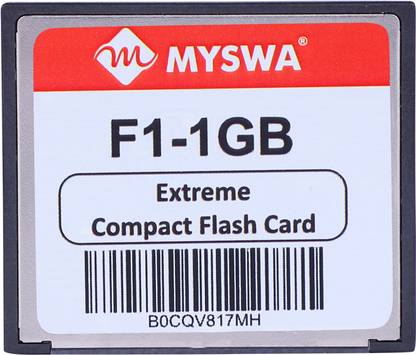 MYSWA®
F1-1GB
Extreme
Compact Flash Card
B0CQV817MH